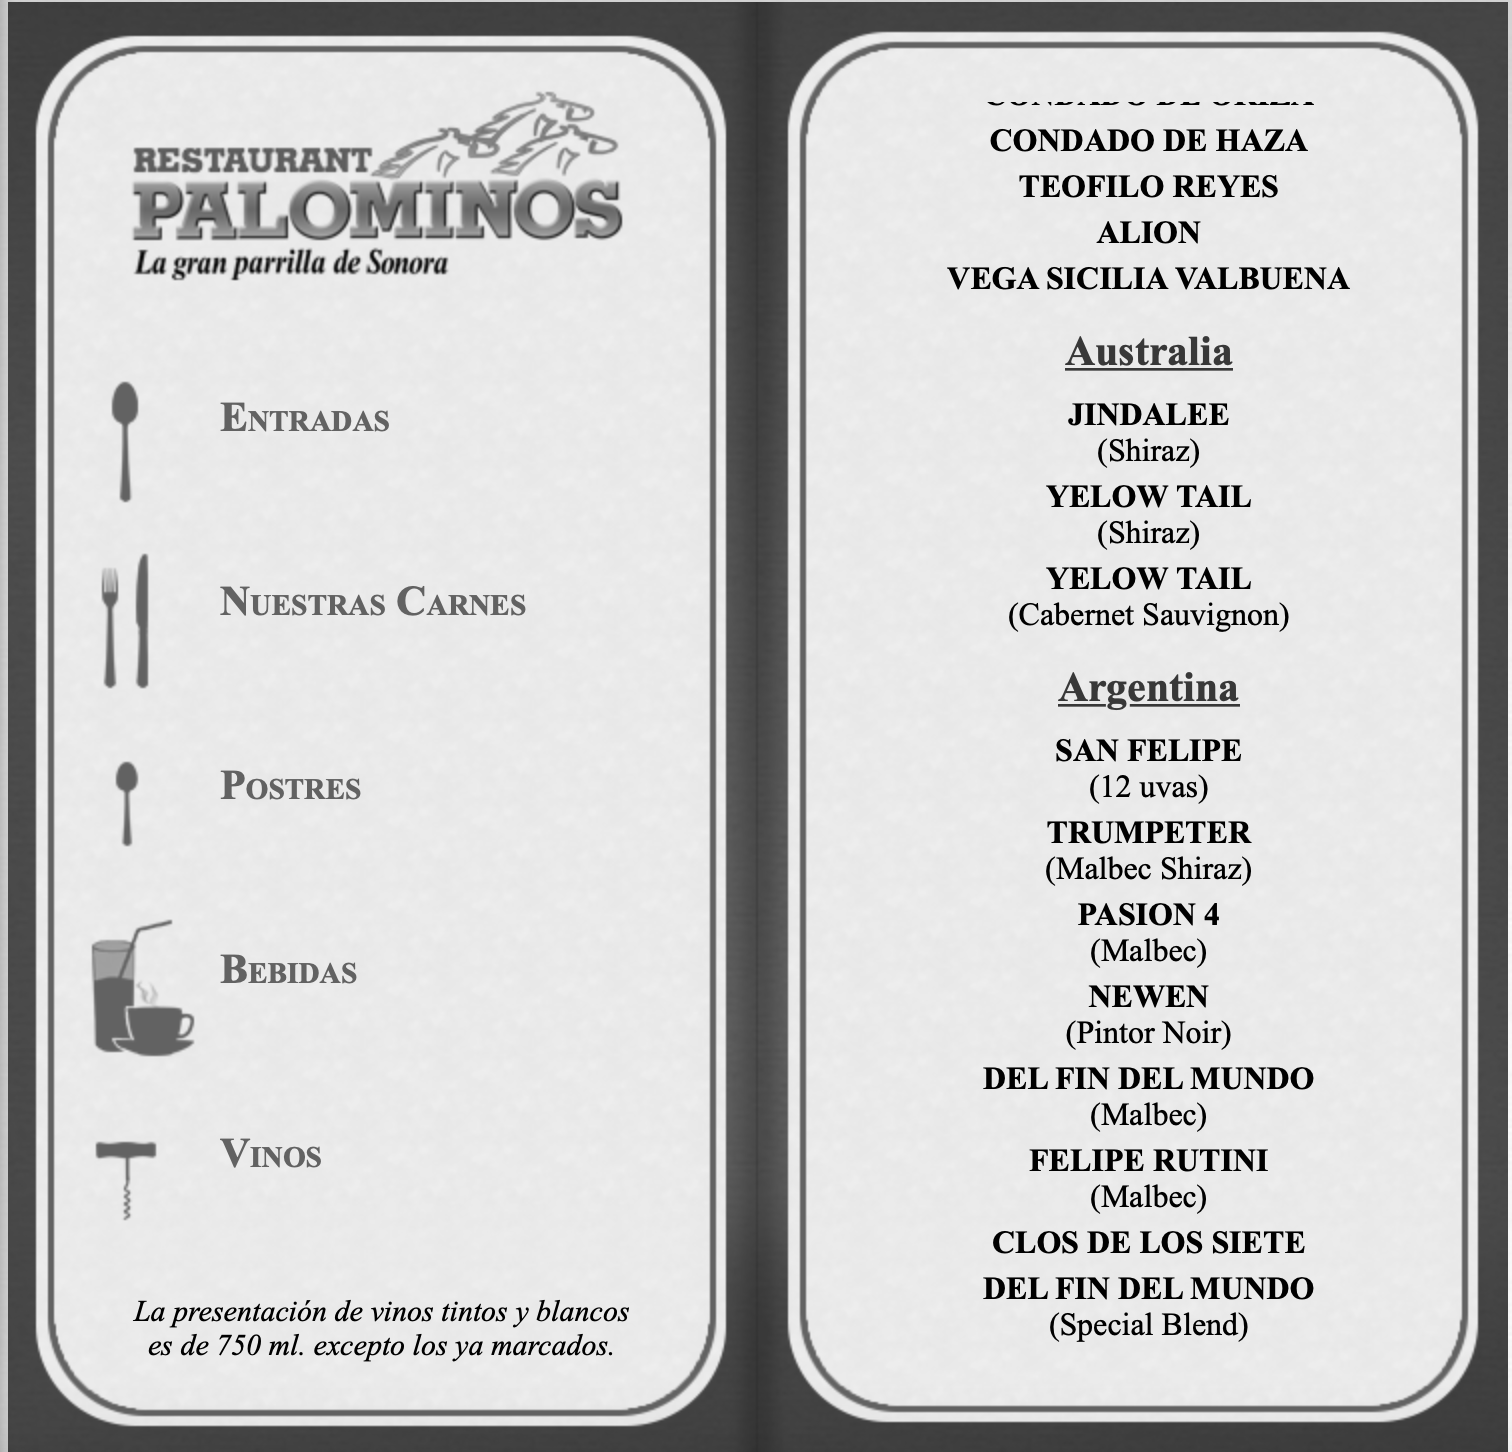 RESTAURANT
PALOMINOS
La gran parrilla de Sonora
Entradas
Nuestras Carnes
Postres
Bebidas
Vinos
La presentación de vinos tintos y blancos
es de 750 ml. excepto los ya marcados.
CONDADO DE HAZA
TEOFILO REYES
ALION
VEGA SICILIA VALBUENA
Australia
JINDALEE
(Shiraz)
YELOW TAIL
(Shiraz)
YELOW TAIL
(Cabernet Sauvignon)
Argentina
SAN FELIPE
(12 uvas)
TRUMPETER
(Malbec Shiraz)
PASION 4
(Malbec)
NEWEN
(Pintor Noir)
DEL FIN DEL MUNDO
(Malbec)
FELIPE RUTINI
(Malbec)
CLOS DE LOS SIETE
DEL FIN DEL MUNDO
(Special Blend)